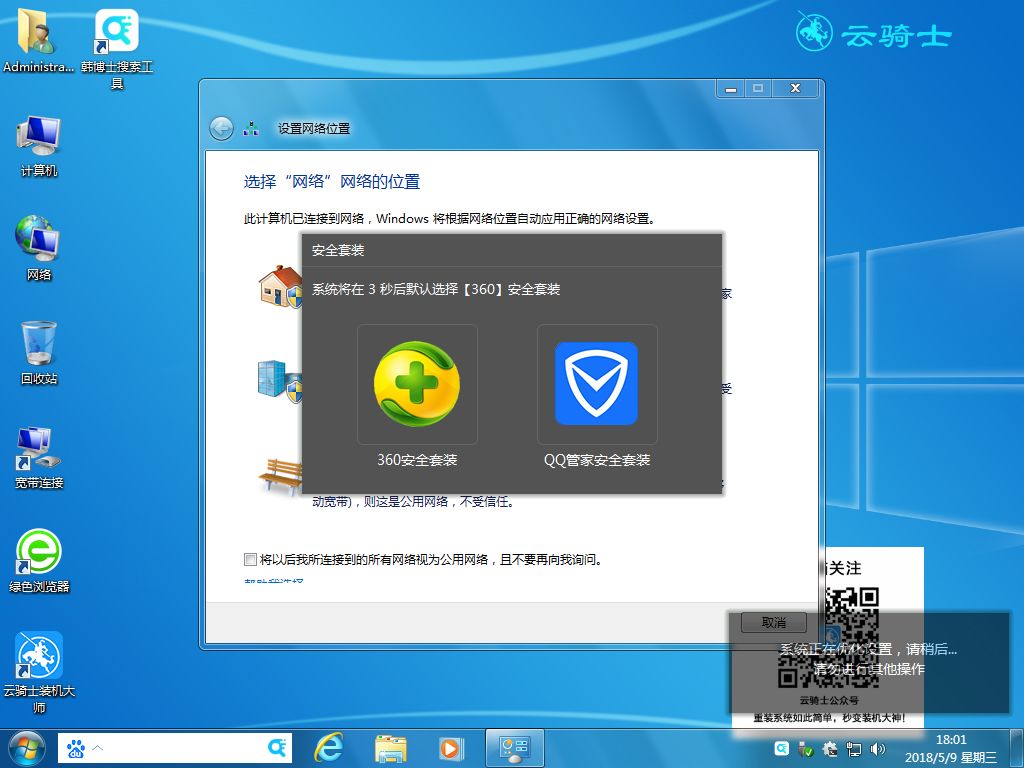 云骑士
Administra...
韩博士搜索工
具
计算机
网络
回收站
宽带连接
绿色浏览器
云骑士装机大
师
设置网络位置
选择“网络”网络的位置
此计算机已连接到网络，Windows 将根据网络位置自动应用正确的网络设置。
安全套装
系统将在 3 秒后默认选择【360】安全套装
家
受
360安全套装
QQ管家安全套装
动宽带)，则这是公用网络，不受信任。
将以后我所连接到的所有网络视为公用网络，且不要再向我询问。
帮助我选择
取消
关注
系统正在优化设置，请稍后...
请勿进行其他操作
云骑士公众号
重装系统如此简单，秒变装机大神！
Bai du
18:01
2018/5/9 星期三